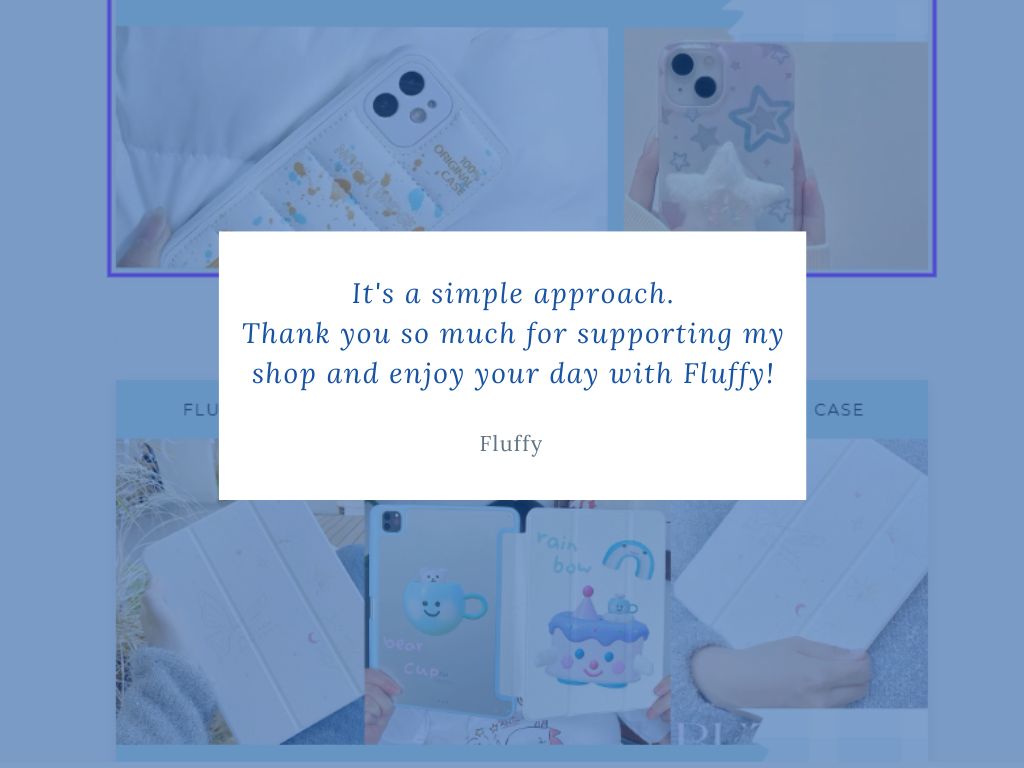 100%
ORIGINAL
CASE
It's a simple approach.
Thank you so much for supporting my
shop and enjoy your day with Fluffy!
Fluffy
CASE
rain
bow
bear
cup